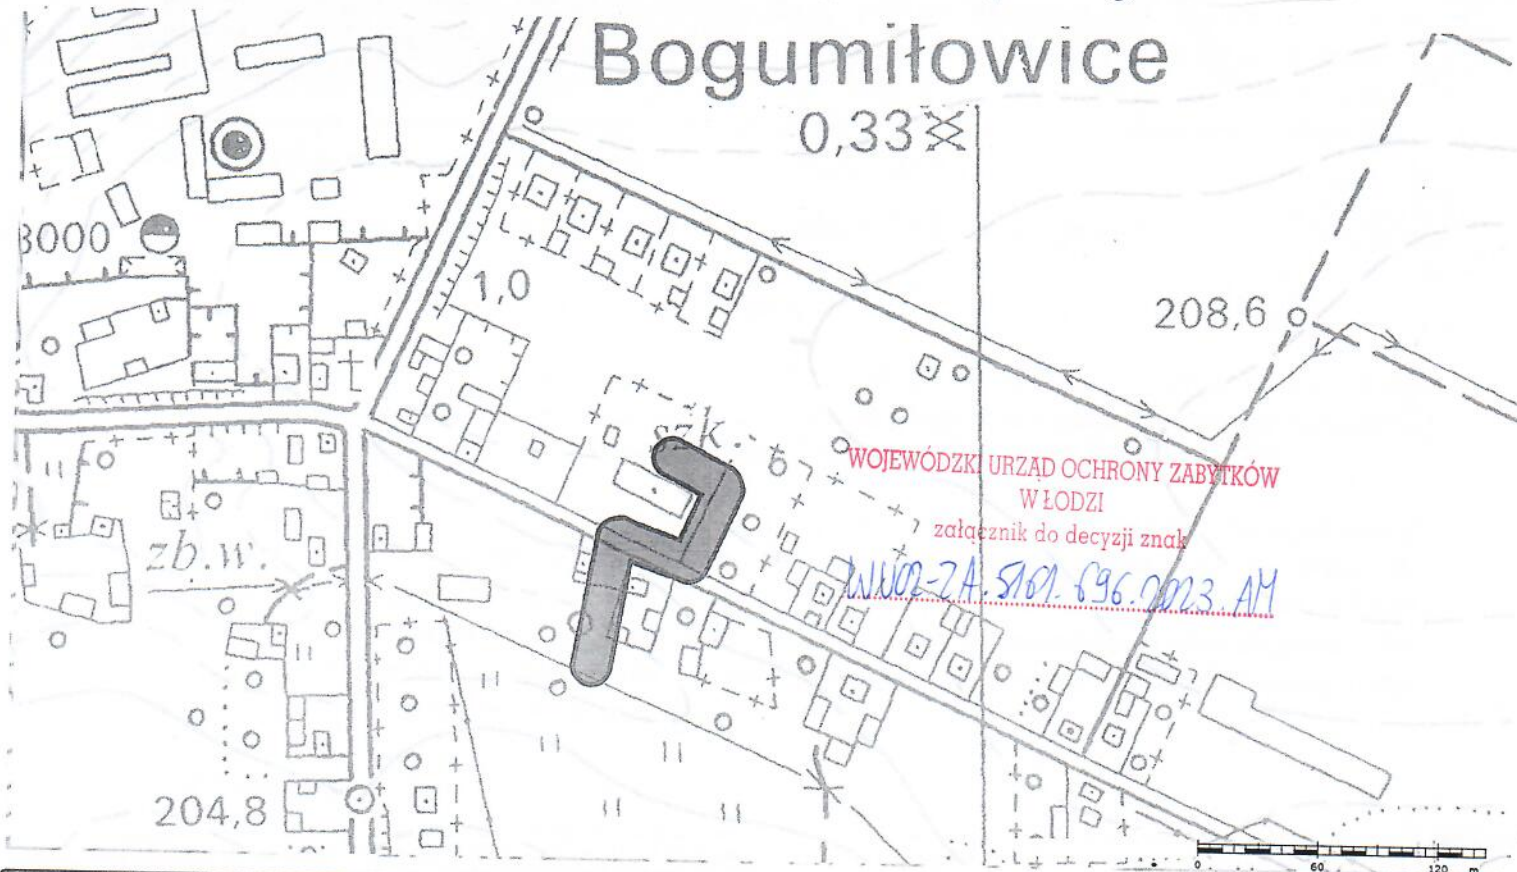 Bogumiłowice
0,33
3000
1,0
208,6
szk.
WOJEWÓDZKI URZĄD OCHRONY ZABYTKÓW
W ŁODZI
załącznik do decyzji znak
WUOZ-ZA.5161.696.2023.AM
zb.w.
204,8
0 60 120 m